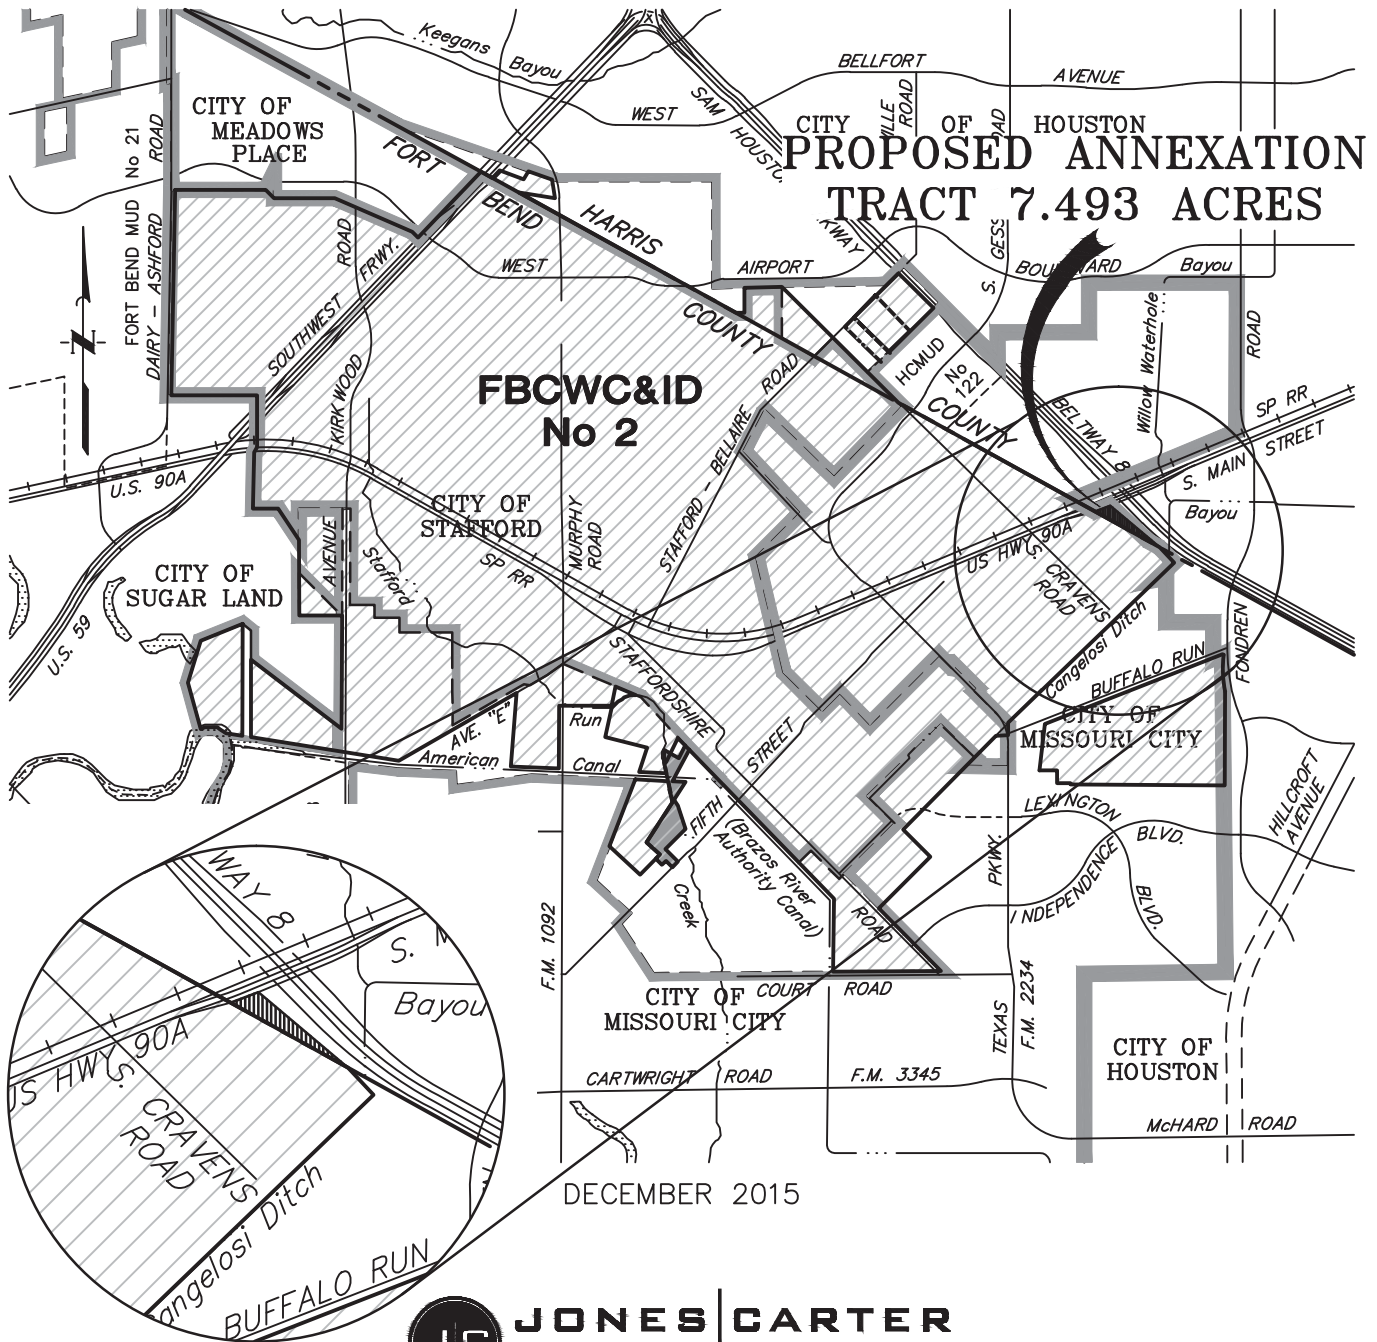 Keegans
Bayou
BELLFORT
AVENUE
WEST
SAM
HOUSTO
CITY OF HOUSTON
VILLE
ROAD
PROPOSED ANNEXATION
TRACT 7.493 ACRES
CITY OF
MEADOWS
PLACE
FORT BEND MUD No 21
DAIRY - ASHFORD
ROAD
FORT
BEND
HARRIS
COUNTY
COUNTY
KWAY
S. GESS
WEST
AIRPORT
Bayou
ROAD
SOUTHWEST
FRWY.
KIRKWOOD
ROAD
N
FBCWC&ID
No 2
HCMUD
No
122
STAFFORD - BELLAIRE
ROAD
BELTWAY 8
Willow Waterhole
SP RR
S. MAIN STREET
Bayou
U.S. 90A
CITY OF
STAFFORD
SP RR
MURPHY
ROAD
US HWY 90A
S. CRAVENS
ROAD
AVENUE
Stafford
CITY OF
SUGAR LAND
U.S. 59
Cangelosi Ditch
BUFFALO RUN
FONDREN
CITY OF
MISSOURI CITY
STAFFORDSHIRE
AVE. "E"
Run
American
Canal
STREET
FIFTH
(Brazos River
Authority Canal)
Creek
ROAD
LEXINGTON
BLVD.
INDEPENDENCE
BLVD.
HILLCROFT
AVENUE
PKWY.
TEXAS
F.M. 2234
F.M. 1092
COURT ROAD
CITY OF
MISSOURI CITY
CARTWRIGHT ROAD
F.M. 3345
CITY OF
HOUSTON
McHARD ROAD
WAY 8
S. M
Bayou
US HWY 90A
S. CRAVENS
ROAD
angelosi Ditch
BUFFALO RUN
DECEMBER 2015
JONES|CARTER